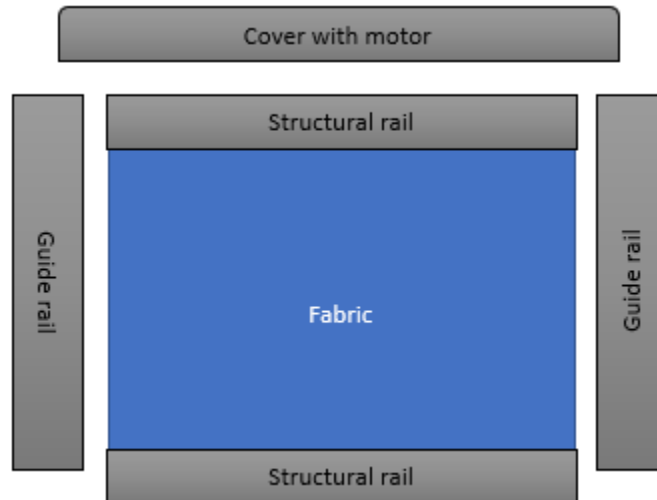 Cover with motor
Structural rail
Guide rail
Fabric
Guide rail
Structural rail